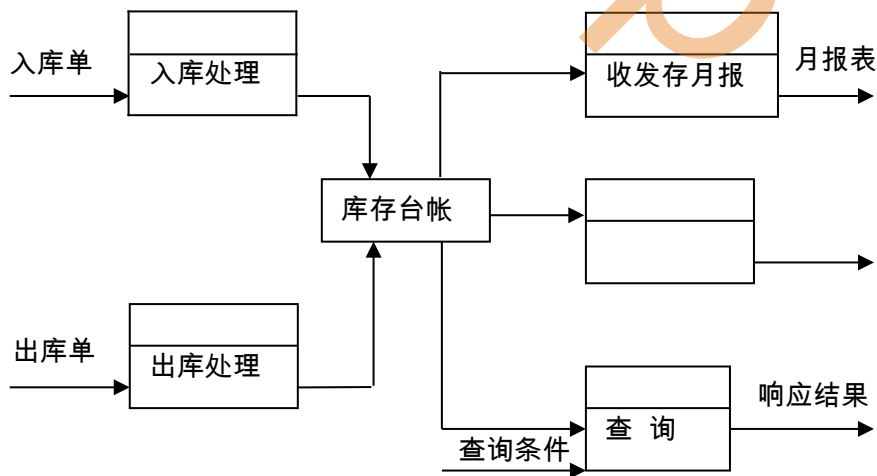 入库单
入库处理
收发存月报
月报表
库存台帐
出库单
出库处理
查 询
响应结果
查询条件